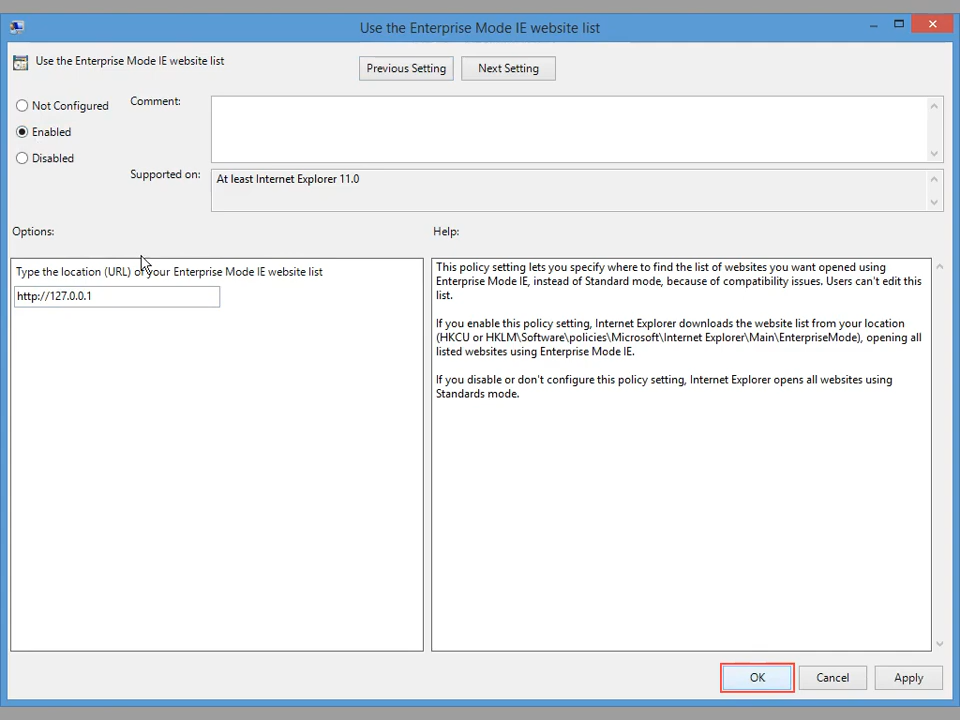 Use the Enterprise Mode IE website list
Use the Enterprise Mode IE website list
Previous Setting
Next Setting
Not Configured
Comment:
Enabled
Disabled
Supported on:
At least Internet Explorer 11.0
Options:
Help:
Type the location (URL) of your Enterprise Mode IE website list
http://127.0.0.1
This policy setting lets you specify where to find the list of websites you want opened using
Enterprise Mode IE, instead of Standard mode, because of compatibility issues. Users can't edit this
list.
If you enable this policy setting, Internet Explorer downloads the website list from your location
(HKCU or HKLM\Software\policies\Microsoft\Internet Explorer\Main\EnterpriseMode), opening all
listed websites using Enterprise Mode IE.
If you disable or don't configure this policy setting, Internet Explorer opens all websites using
Standards mode.
OK
Cancel
Apply